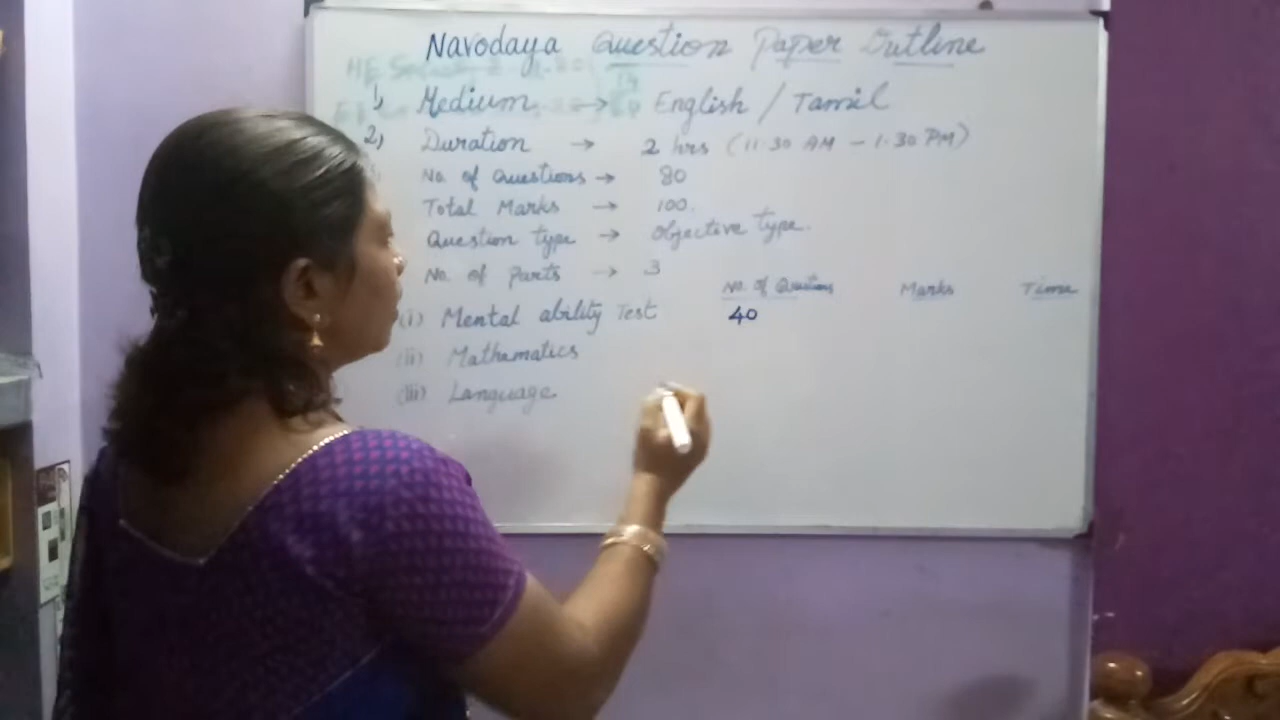 Navodaya Question Paper Outline
1, Medium → English / Tamil
2, Duration → 2 hrs (11.30 AM - 1.30 PM)
No. of Questions → 80
Total Marks → 100.
Question type → Objective type.
No. of Parts → 3
No. of Questions Marks Time
(i) Mental ability Test 40
(ii) Mathematics
(iii) Language